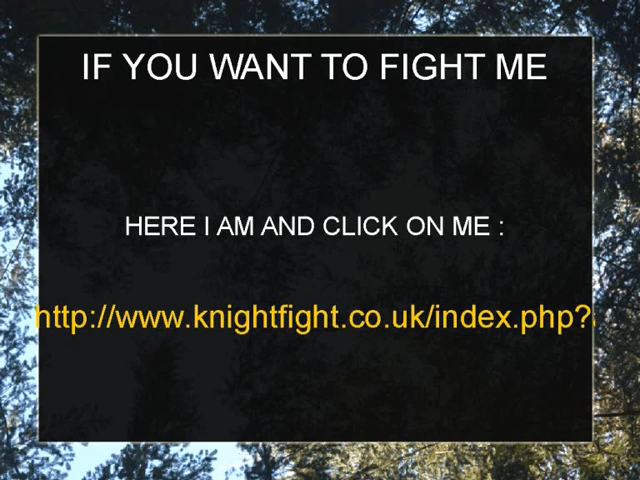 IF YOU WANT TO FIGHT ME
HERE I AM AND CLICK ON ME :
http://www.knightfight.co.uk/index.php?